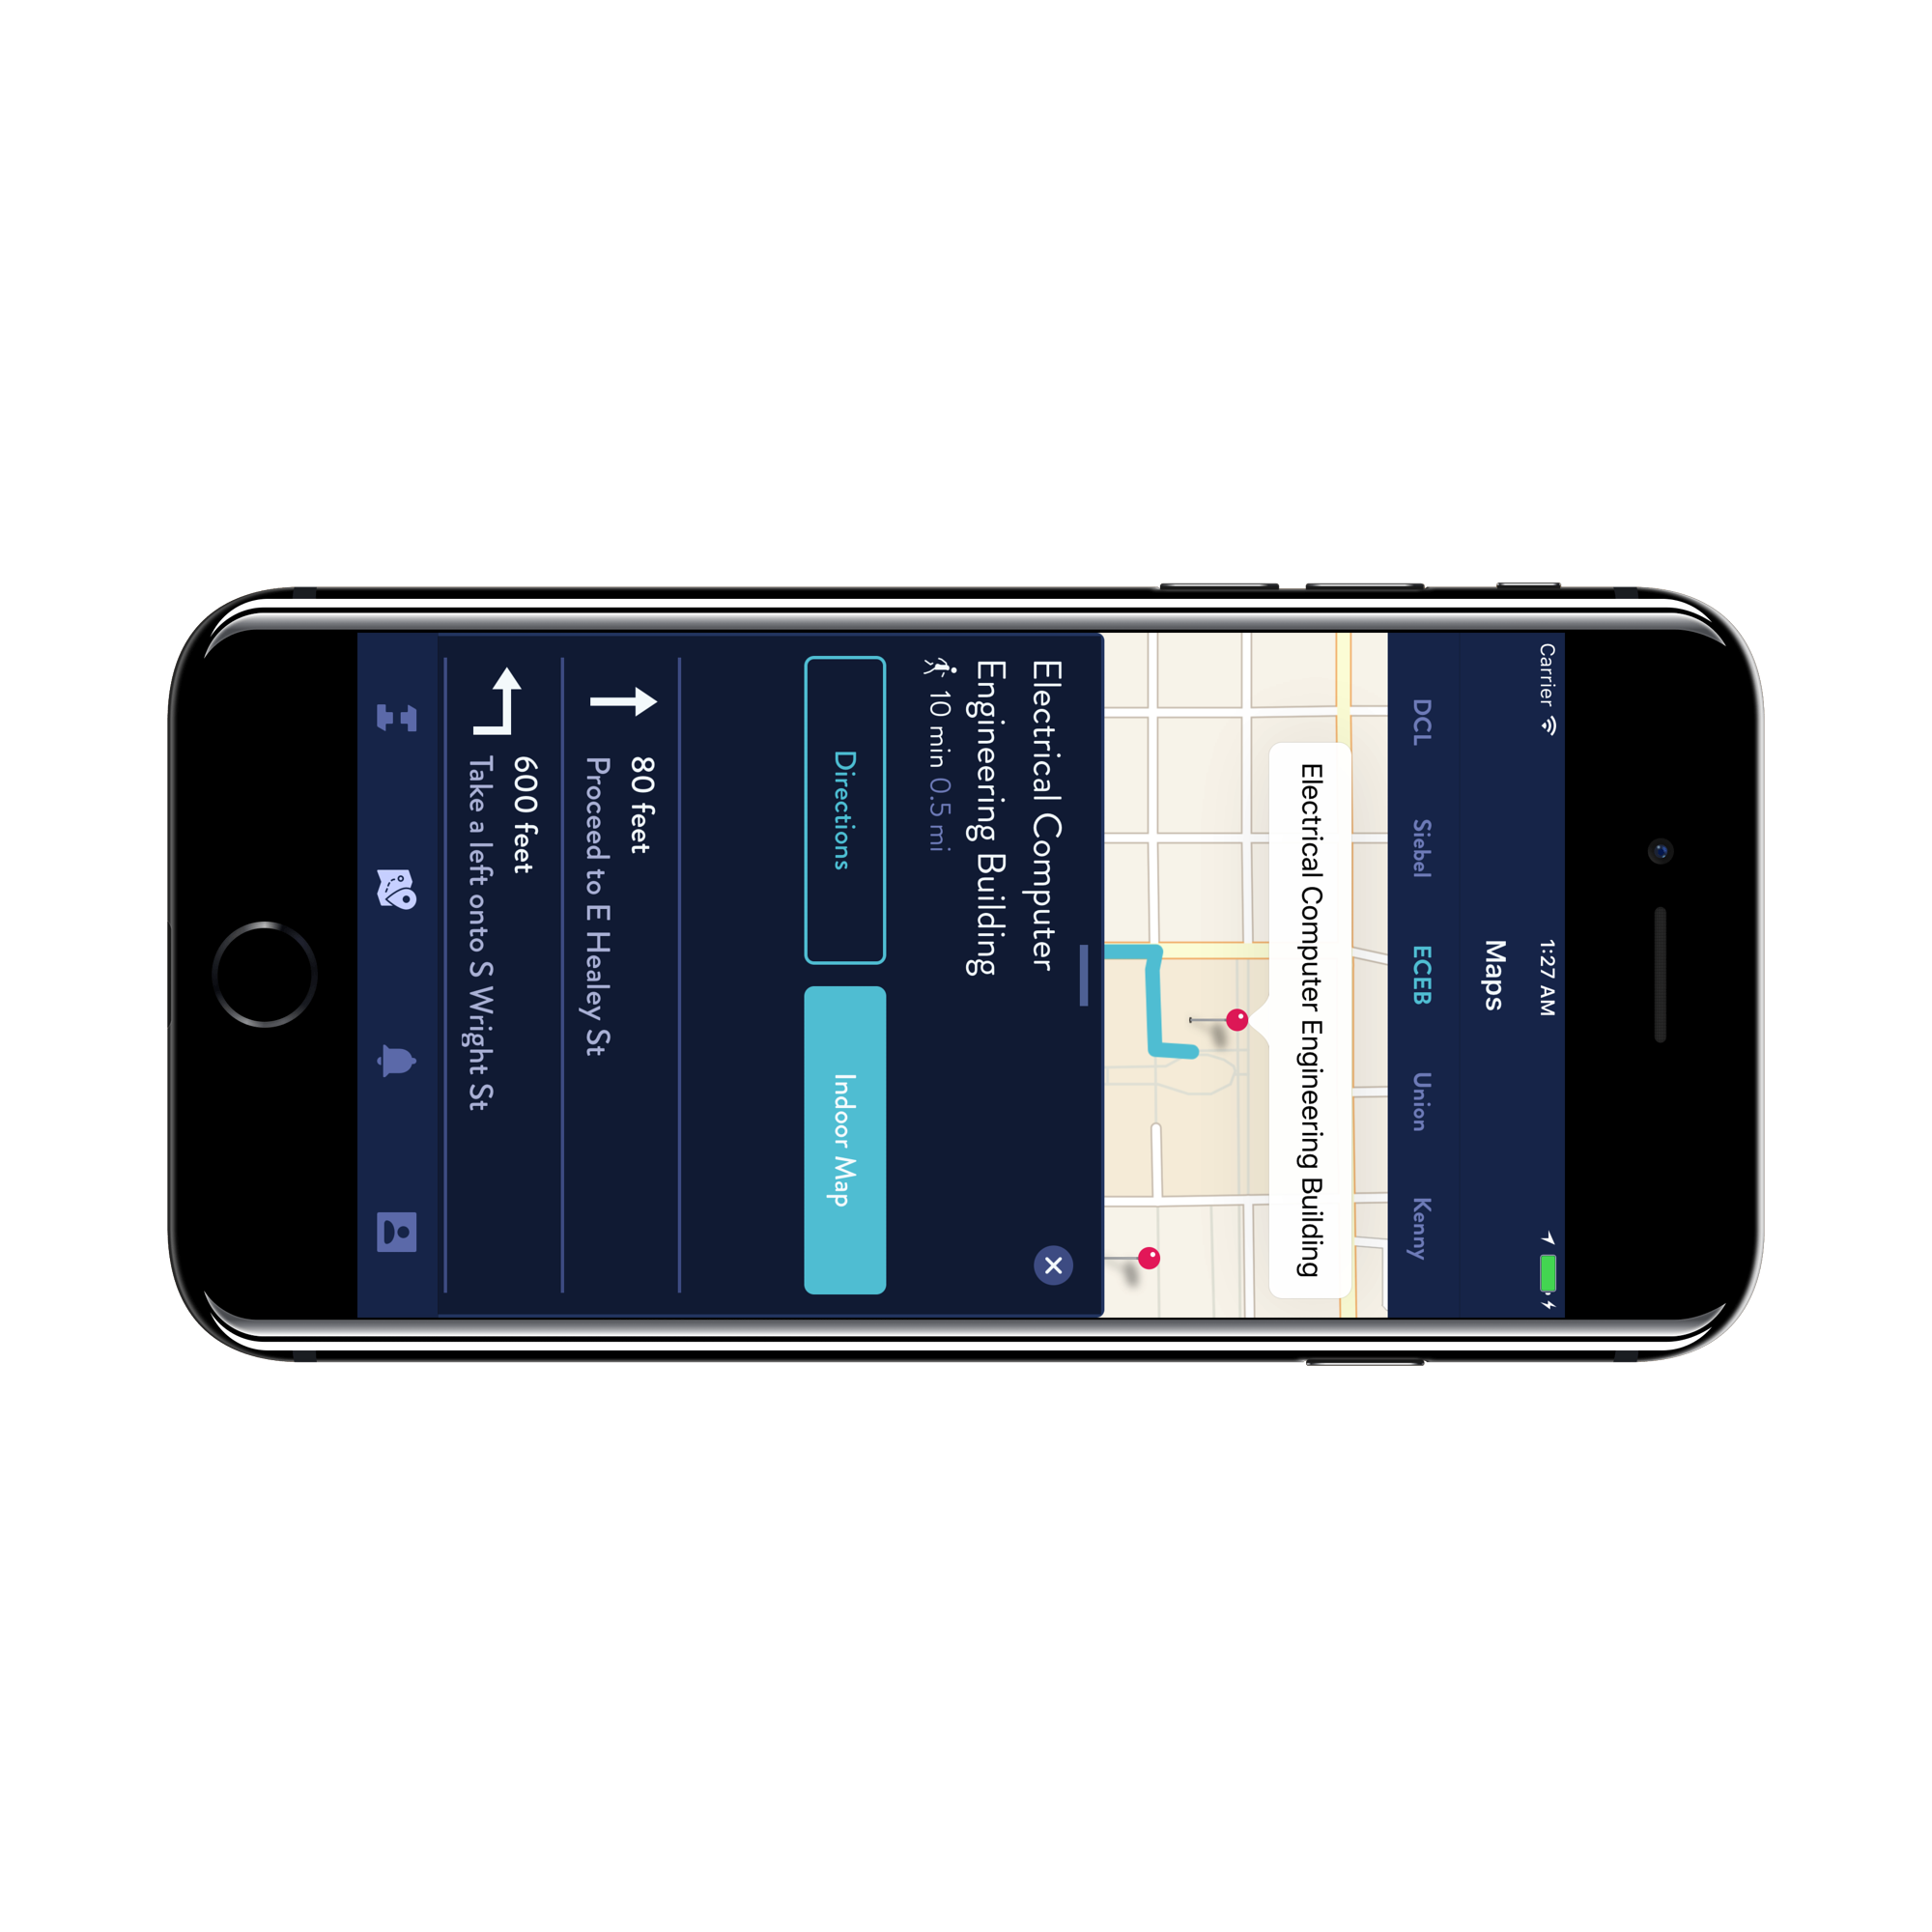 Carrier 1:27 AM
Maps
DCL Siebel ECEB Union Kenny
Electrical Computer Engineering Building
Electrical Computer
Engineering Building
10 min 0.5 mi
Directions Indoor Map
80 feet
Proceed to E Healey St
600 feet
Take a left onto S Wright St